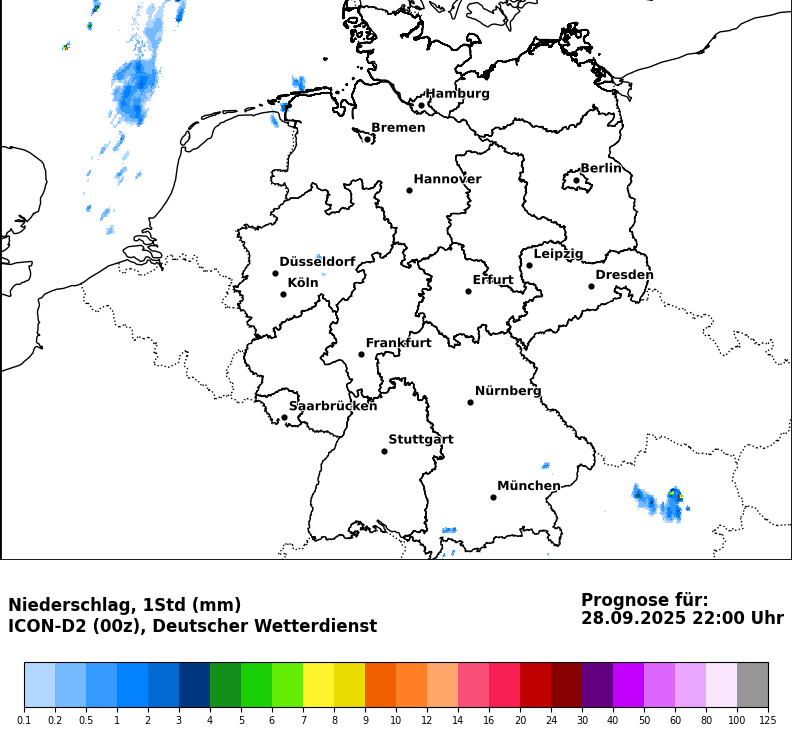 Hamburg
Bremen
Hannover
Berlin
Düsseldorf
Köln
Leipzig
Erfurt
Dresden
Frankfurt
Saarbrücken
Nürnberg
Stuttgart
München
Niederschlag, 1Std (mm)
ICON-D2 (00z), Deutscher Wetterdienst
Prognose für:
28.09.2025 22:00 Uhr
0.1 0.2 0.5 1 2 3 4 5 6 7 8 9 10 12 14 16 20 24 30 40 50 60 80 100 125